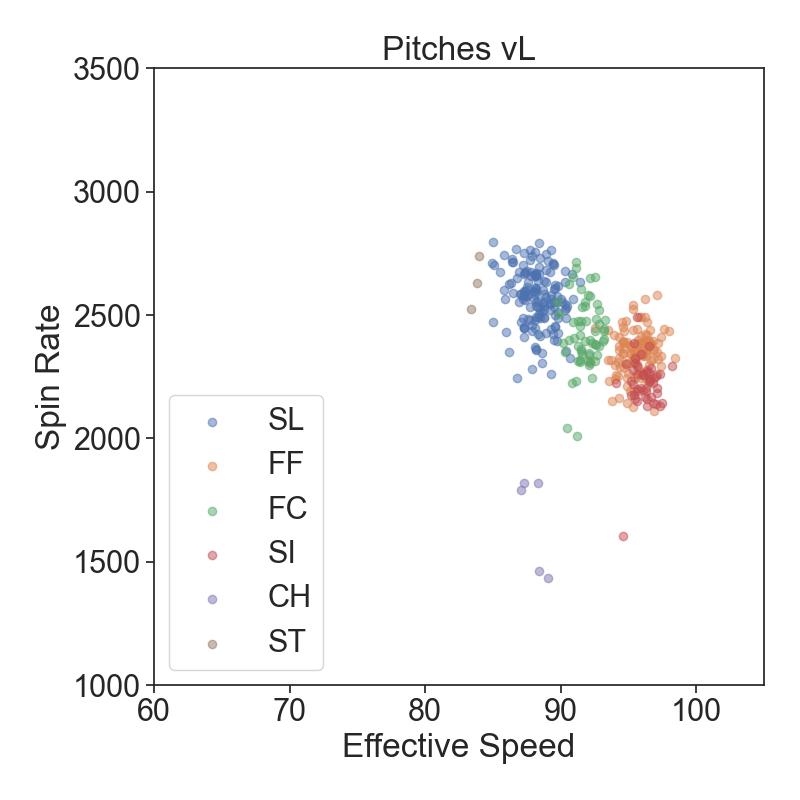 Pitches vL
3500
3000
2500
2000
1500
1000
Spin Rate
SL
FF
FC
SI
CH
ST
60 70 80 90 100
Effective Speed